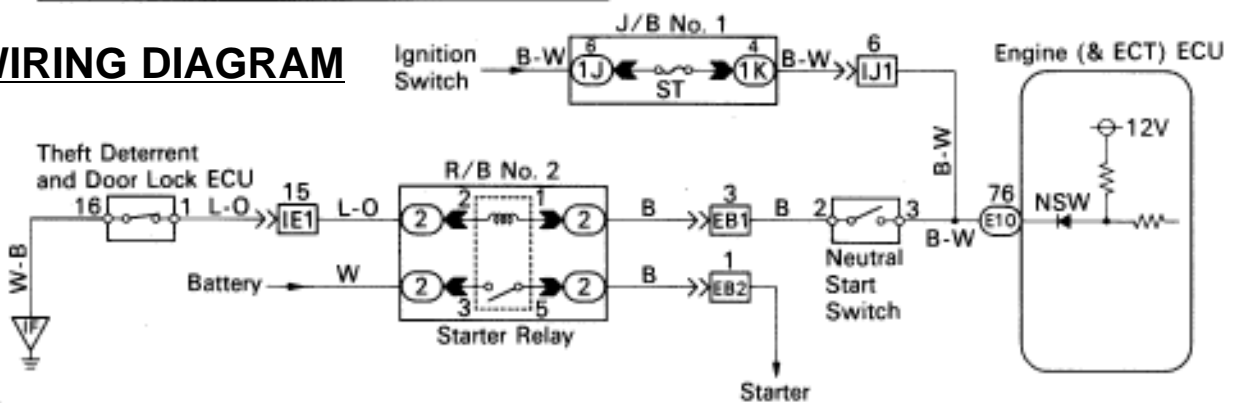 WIRING DIAGRAM
J/B No. 1
Ignition Switch
B-W
6
1J
ST
4
1K
B-W
6
IJ1
Engine (& ECT) ECU
12V
B-W
Theft Deterrent
and Door Lock ECU
16
1
L-O
15
IE1
L-O
R/B No. 2
2
2
1
2
B
3
EB1
B
2
3
B-W
76
E10
NSW
Neutral
Start
Switch
W-B
Battery
W
2
3
5
2
B
1
EB2
Starter Relay
IF
Starter